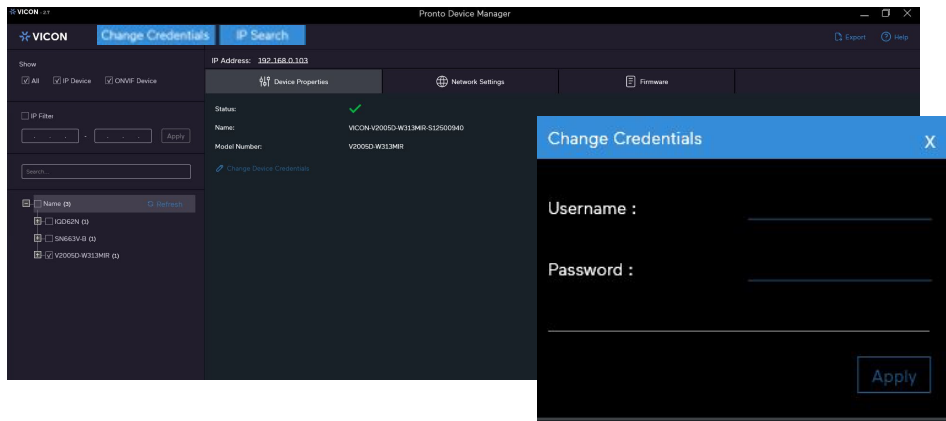 VICON - 2.7
Pronto Device Manager
VICON
Change Credentials
IP Search
Export
Help
Show
All
IP Device
ONVIF Device
IP Filter
. . . - . . .
Apply
Search...
Name (3)
Refresh
IQD62N (1)
SN663V-B (1)
V2005D-W313MIR (1)
IP Address: 192.168.0.103
Device Properties
Network Settings
Firmware
Status:
Name: VICON-V2005D-W313MIR-S12500940
Model Number: V2005D-W313MIR
Change Device Credentials
Change Credentials X
Username :
Password :
Apply